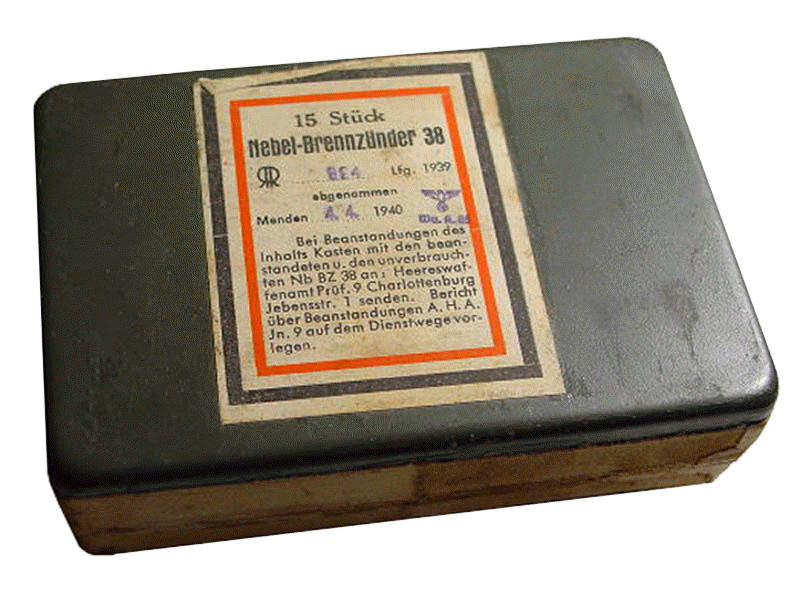 15 Stück
Nebel-Brennzünder 38
RR BE4 Lfg. 1939
abgenommen
Menden 4. 4. 1940 Wa.A.
Bei Beanstandungen des
Inhalts Kasten mit den bean-
standeten u. den unverbrauch-
ten Nb BZ 38 an: Heereswaf-
fenamt Prüf. 9 Charlottenburg
Jebensstr. 1 senden. Bericht
über Beanstandungen A. H. A.
Jn. 9 auf dem Dienstwege vor-
legen.